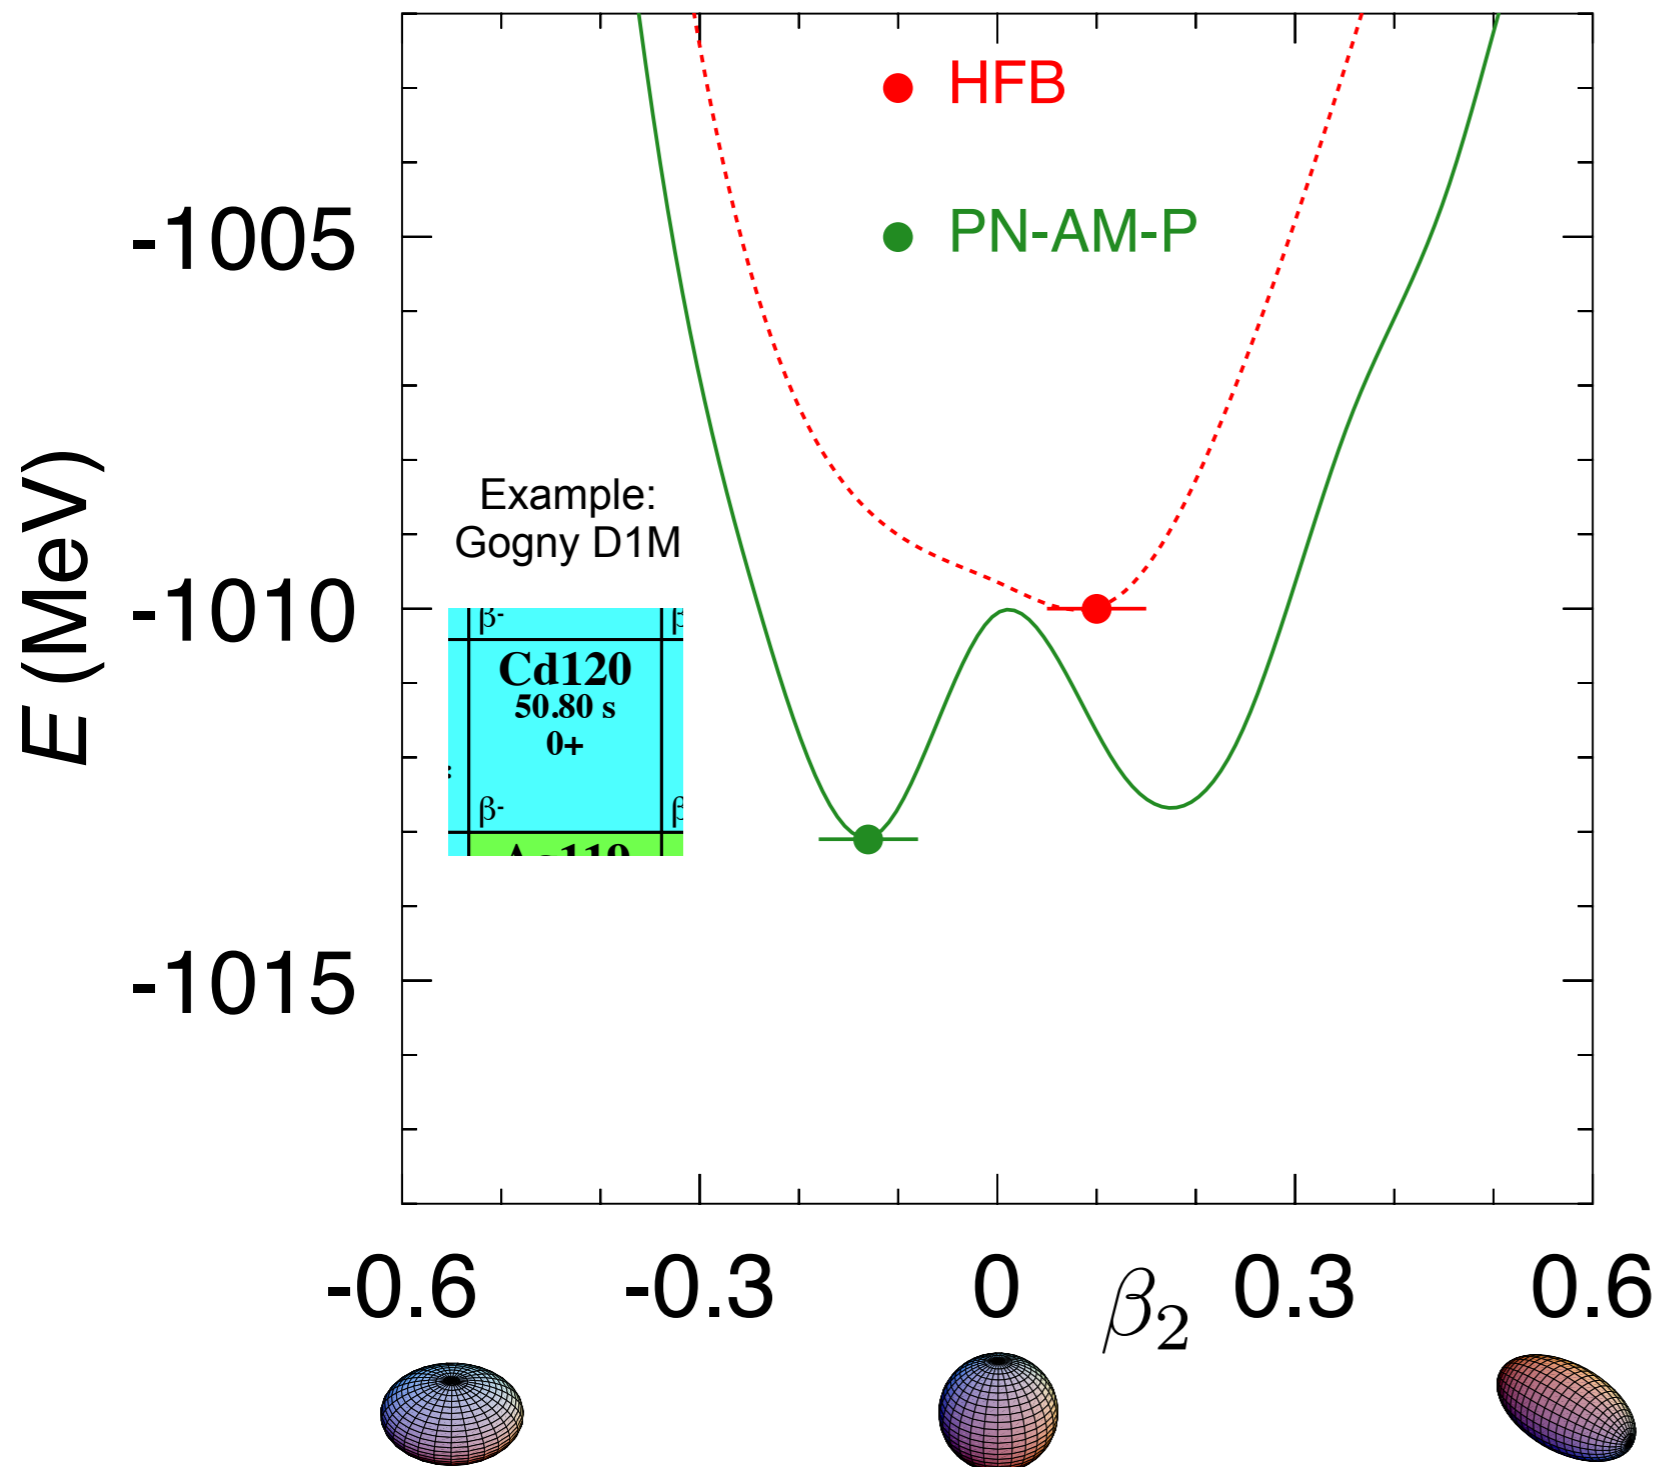 HFB
-1005
PN-AM-P
E (MeV)
Example:
Gogny D1M
-1010
β-
Cd120
50.80 s
0+
β-
-1015
-0.6
-0.3
0
β2
0.3
0.6